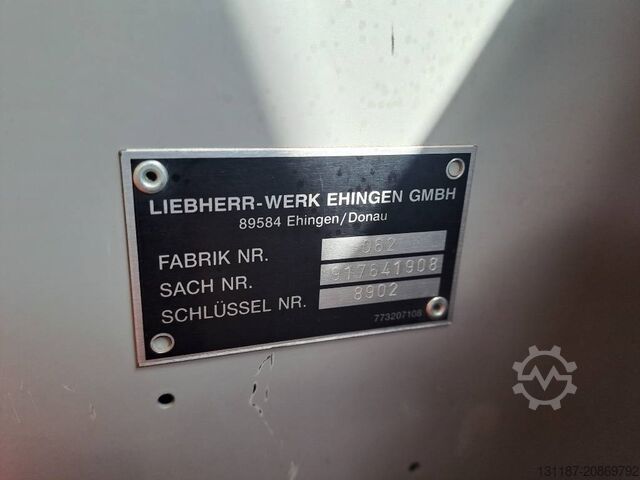 LIEBHERR-WERK EHINGEN GMBH
89584 Ehingen/Donau
FABRIK NR. 062
SACH NR. 917641908
SCHLÜSSEL NR. 8902
773207108
131187-20869792